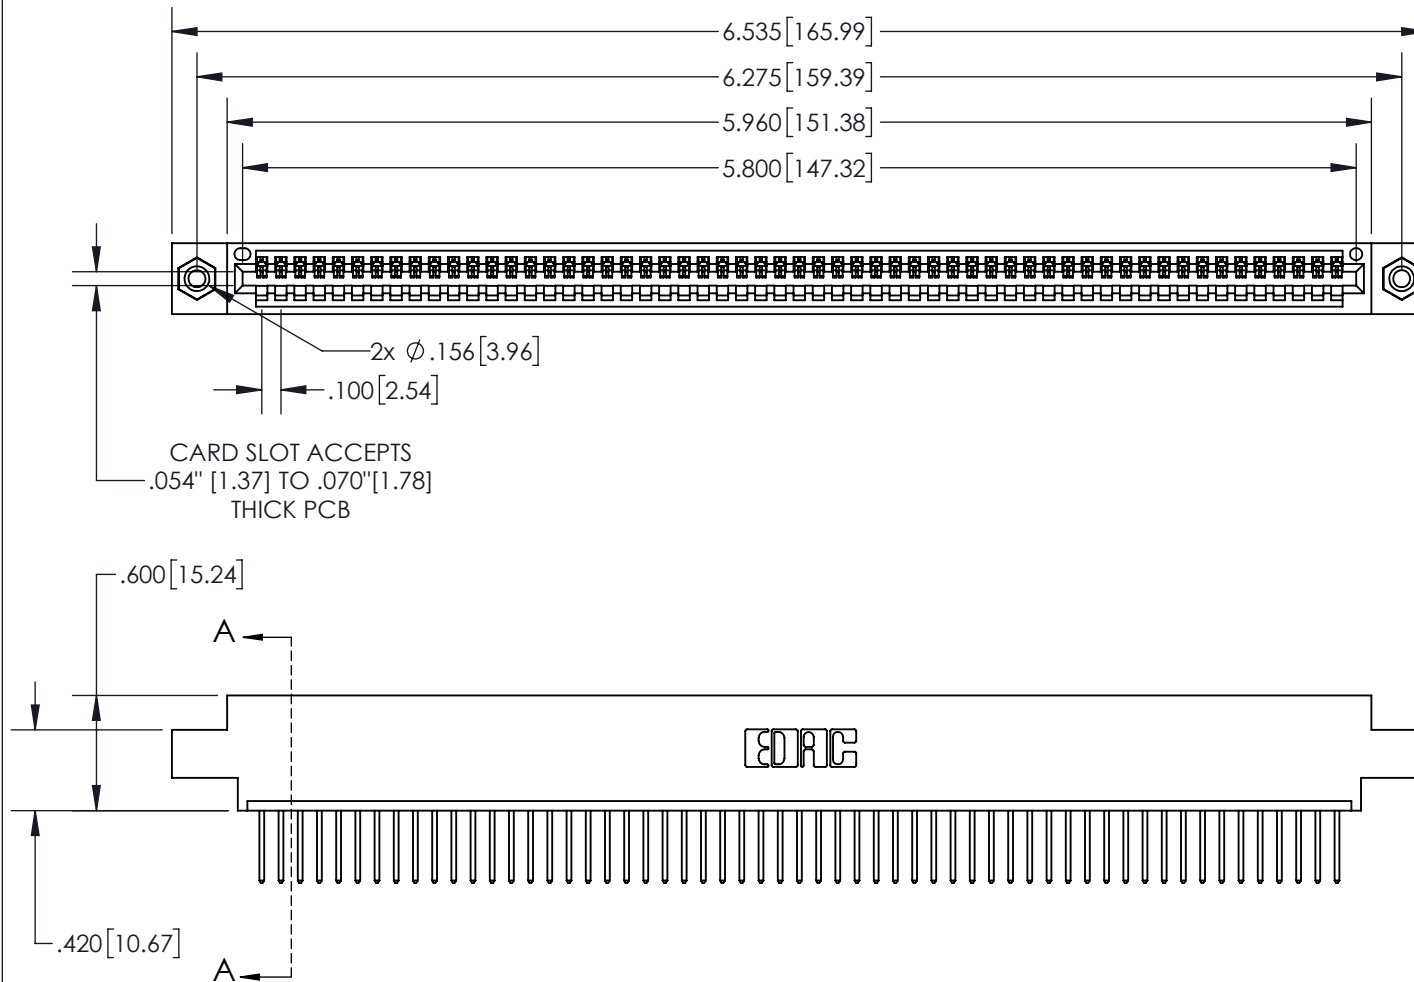 6.535[165.99]
6.275[159.39]
5.960[151.38]
5.800[147.32]
2x Ø.156[3.96]
.100[2.54]
CARD SLOT ACCEPTS
.054" [1.37] TO .070"[1.78]
THICK PCB
.600[15.24]
A
EDAC
.420[10.67]
A